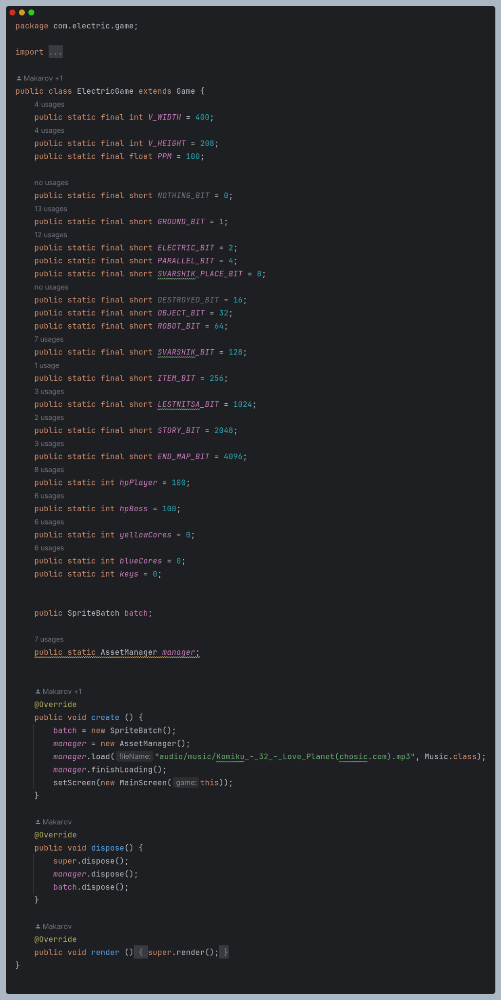 package com.electric.game;
import ...
Makarov +1
public class ElectricGame extends Game {
4 usages
public static final int V_WIDTH = 400;
4 usages
public static final int V_HEIGHT = 208;
public static final float PPM = 100;
no usages
public static final short NOTHING_BIT = 0;
13 usages
public static final short GROUND_BIT = 1;
12 usages
public static final short ELECTRIC_BIT = 2;
public static final short PARALLEL_BIT = 4;
public static final short SVARSHIK_PLACE_BIT = 8;
no usages
public static final short DESTROYED_BIT = 16;
public static final short OBJECT_BIT = 32;
public static final short ROBOT_BIT = 64;
7 usages
public static final short SVARSHIK_BIT = 128;
1 usage
public static final short ITEM_BIT = 256;
3 usages
public static final short LESTNITSA_BIT = 1024;
2 usages
public static final short STORY_BIT = 2048;
3 usages
public static final short END_MAP_BIT = 4096;
8 usages
public static int hpPlayer = 100;
6 usages
public static int hpBoss = 100;
6 usages
public static int yellowCores = 0;
6 usages
public static int blueCores = 0;
public static int keys = 0;
public SpriteBatch batch;
7 usages
public static AssetManager manager;
Makarov +1
@Override
public void create () {
batch = new SpriteBatch();
manager = new AssetManager();
manager.load( fileName: "audio/music/Komiku_-_32_-_Love_Planet(chosic.com).mp3", Music.class);
manager.finishLoading();
setScreen(new MainScreen( game: this));
}
Makarov
@Override
public void dispose() {
super.dispose();
manager.dispose();
batch.dispose();
}
Makarov
@Override
public void render () { super.render(); }
}